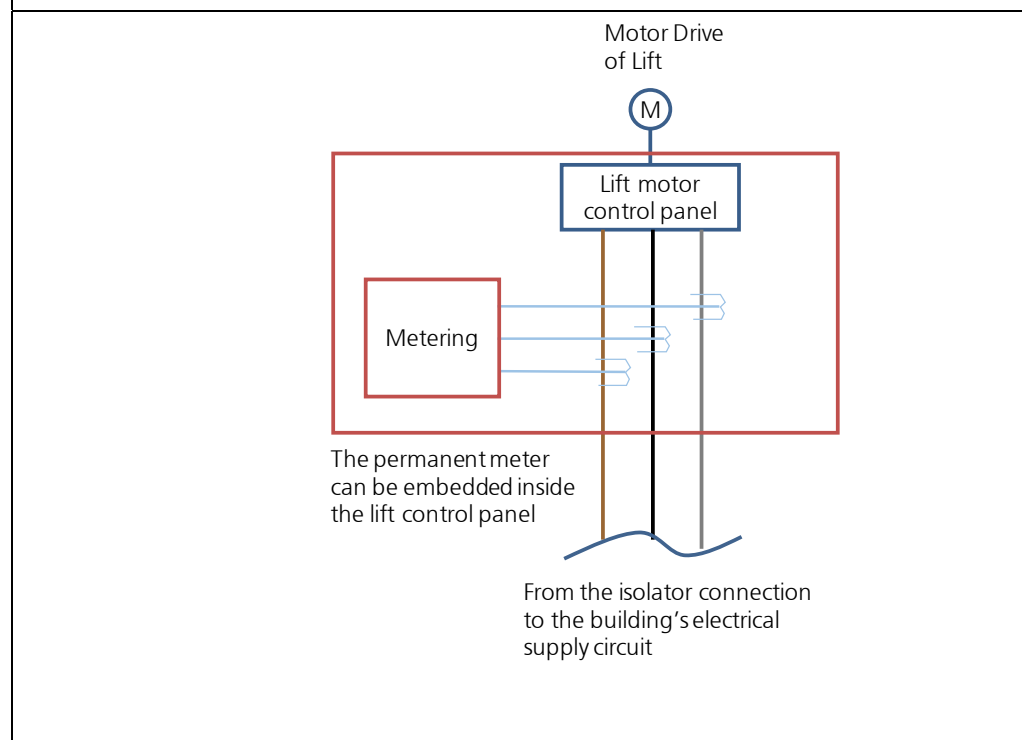 Motor Drive
of Lift
M
Lift motor
control panel
Metering
The permanent meter
can be embedded inside
the lift control panel
From the isolator connection
to the building's electrical
supply circuit